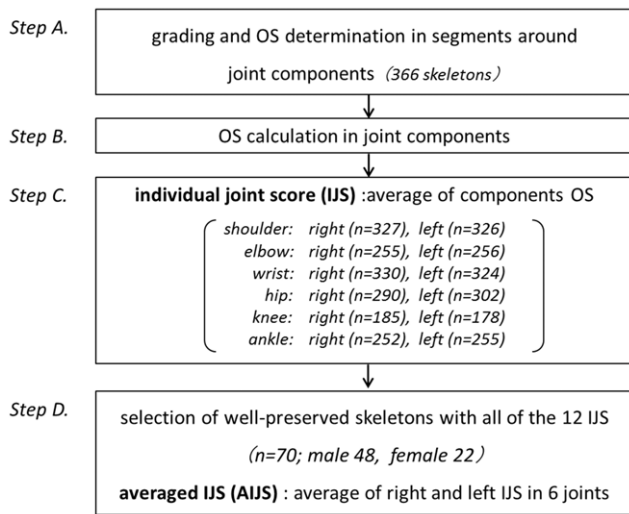 Step A.
grading and OS determination in segments around
joint components （366 skeletons）
Step B.
OS calculation in joint components
Step C.
individual joint score (IJS) :average of components OS
shoulder: right (n=327), left (n=326)
elbow: right (n=255), left (n=256)
wrist: right (n=330), left (n=324)
hip: right (n=290), left (n=302)
knee: right (n=185), left (n=178)
ankle: right (n=252), left (n=255)
Step D.
selection of well-preserved skeletons with all of the 12 IJS
（n=70; male 48, female 22）
averaged IJS (AIJS) : average of right and left IJS in 6 joints